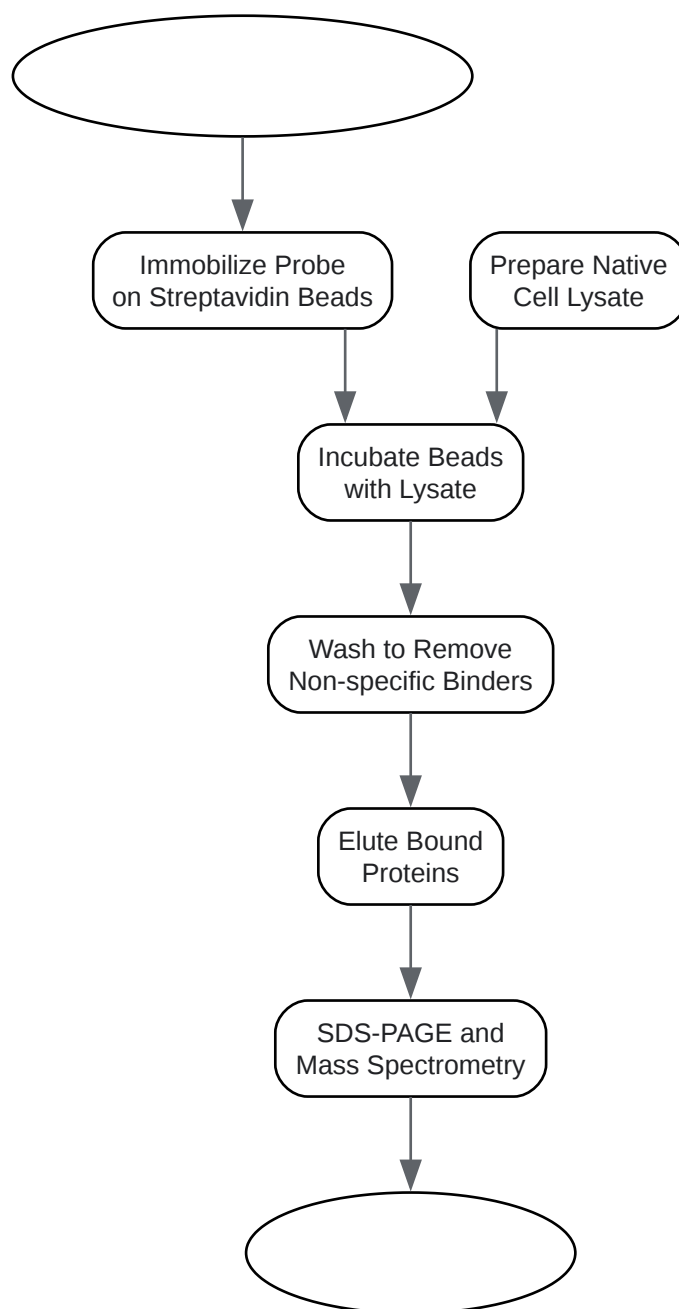 Immobilize Probe
on Streptavidin Beads
Prepare Native
Cell Lysate
Incubate Beads
with Lysate
Wash to Remove
Non-specific Binders
Elute Bound
Proteins
SDS-PAGE and
Mass Spectrometry